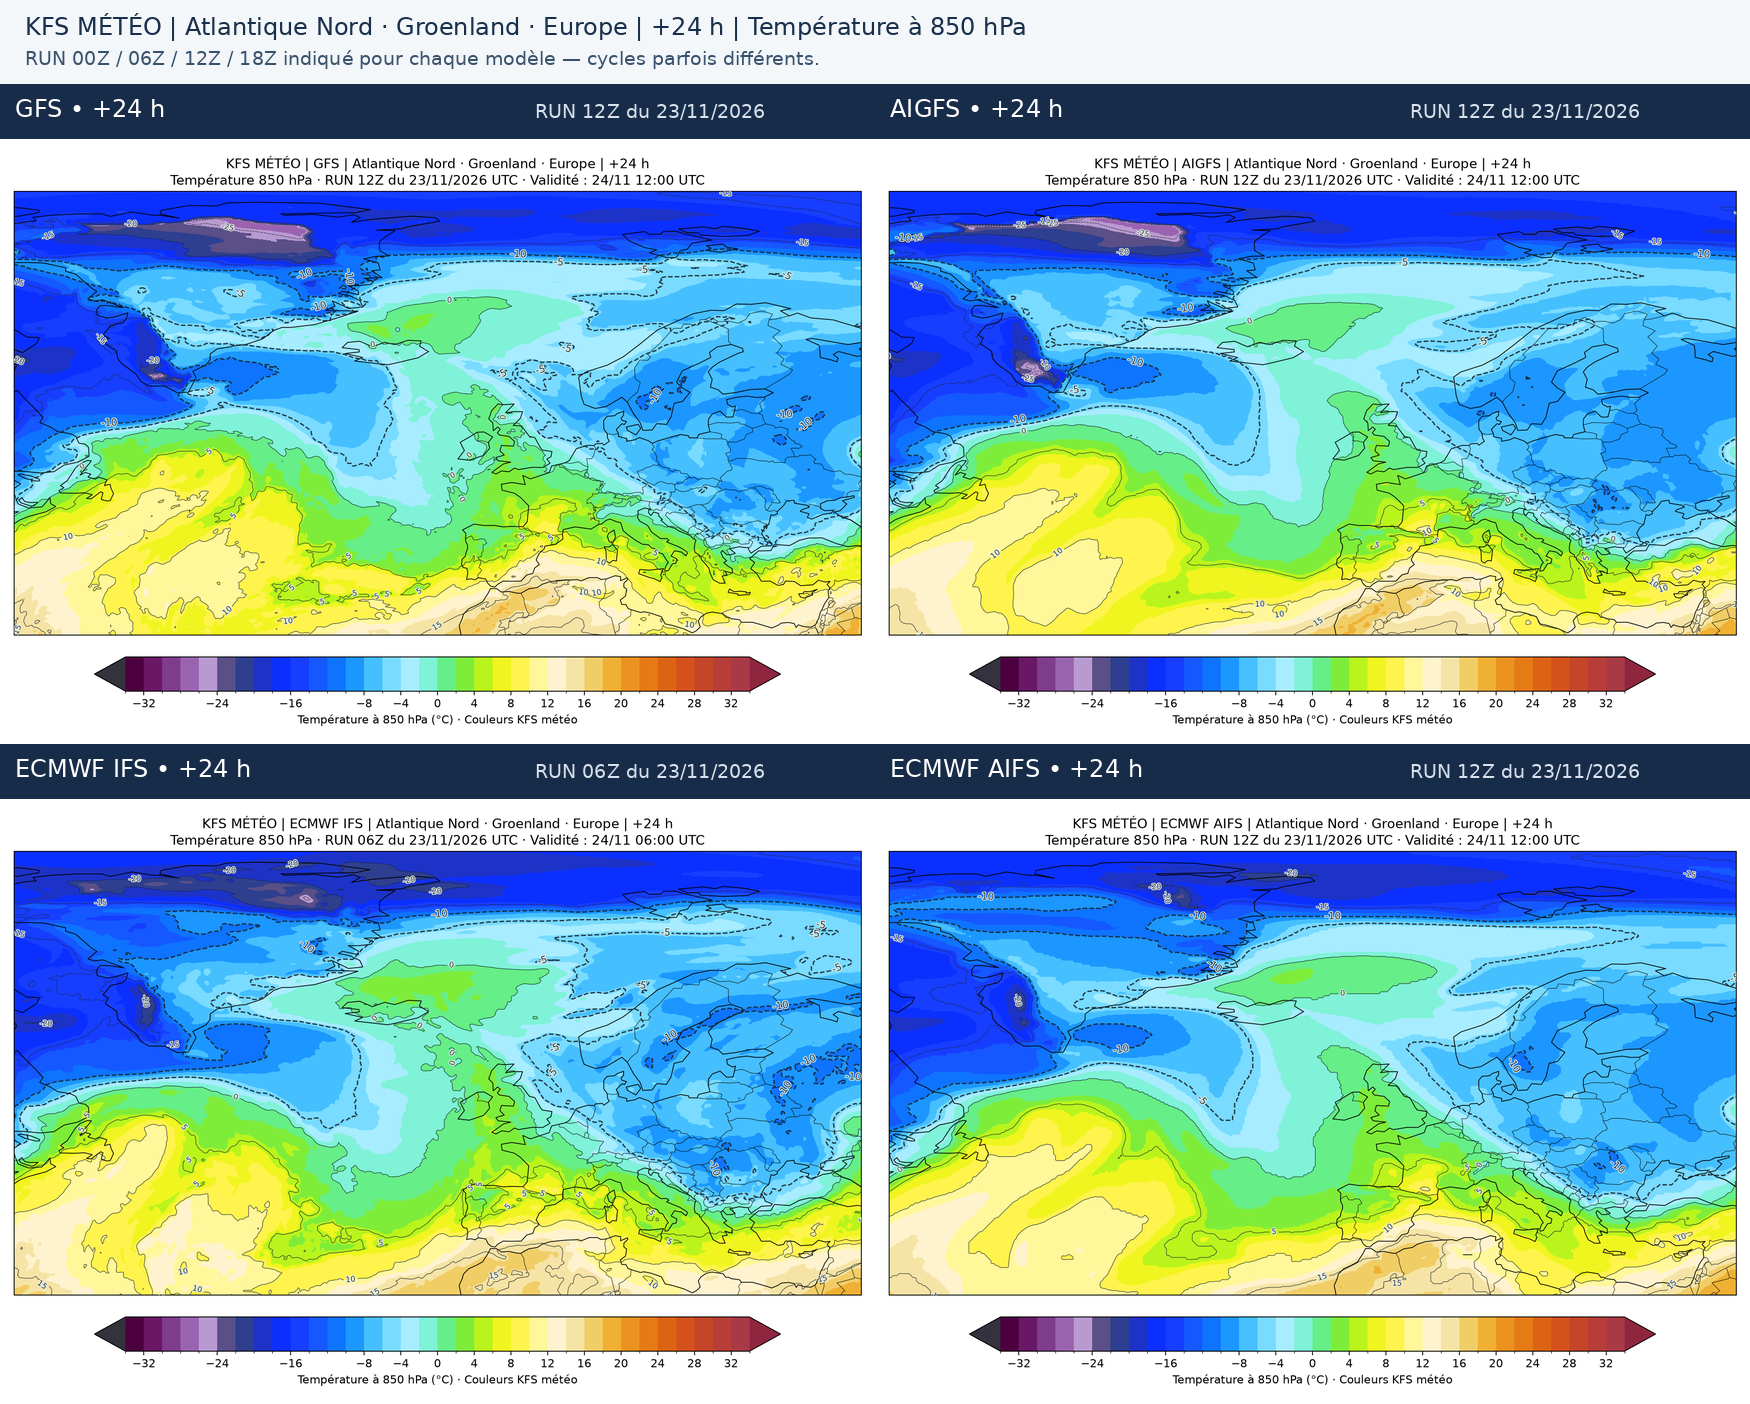 KFS MÉTÉO | Atlantique Nord · Groenland · Europe | +24 h | Température à 850 hPa
RUN 00Z / 06Z / 12Z / 18Z indiqué pour chaque modèle — cycles parfois différents.
GFS • +24 h
RUN 12Z du 23/11/2026
AIGFS • +24 h
RUN 12Z du 23/11/2026
KFS MÉTÉO | GFS | Atlantique Nord · Groenland · Europe | +24 h
Température 850 hPa · RUN 12Z du 23/11/2026 UTC · Validité : 24/11 12:00 UTC
KFS MÉTÉO | AIGFS | Atlantique Nord · Groenland · Europe | +24 h
Température 850 hPa · RUN 12Z du 23/11/2026 UTC · Validité : 24/11 12:00 UTC
−32 −24 −16 −8 −4 0 4 8 12 16 20 24 28 32
Température à 850 hPa (°C) · Couleurs KFS météo
−32 −24 −16 −8 −4 0 4 8 12 16 20 24 28 32
Température à 850 hPa (°C) · Couleurs KFS météo
ECMWF IFS • +24 h
RUN 06Z du 23/11/2026
ECMWF AIFS • +24 h
RUN 12Z du 23/11/2026
KFS MÉTÉO | ECMWF IFS | Atlantique Nord · Groenland · Europe | +24 h
Température 850 hPa · RUN 06Z du 23/11/2026 UTC · Validité : 24/11 06:00 UTC
KFS MÉTÉO | ECMWF AIFS | Atlantique Nord · Groenland · Europe | +24 h
Température 850 hPa · RUN 12Z du 23/11/2026 UTC · Validité : 24/11 12:00 UTC
−32 −24 −16 −8 −4 0 4 8 12 16 20 24 28 32
Température à 850 hPa (°C) · Couleurs KFS météo
−32 −24 −16 −8 −4 0 4 8 12 16 20 24 28 32
Température à 850 hPa (°C) · Couleurs KFS météo